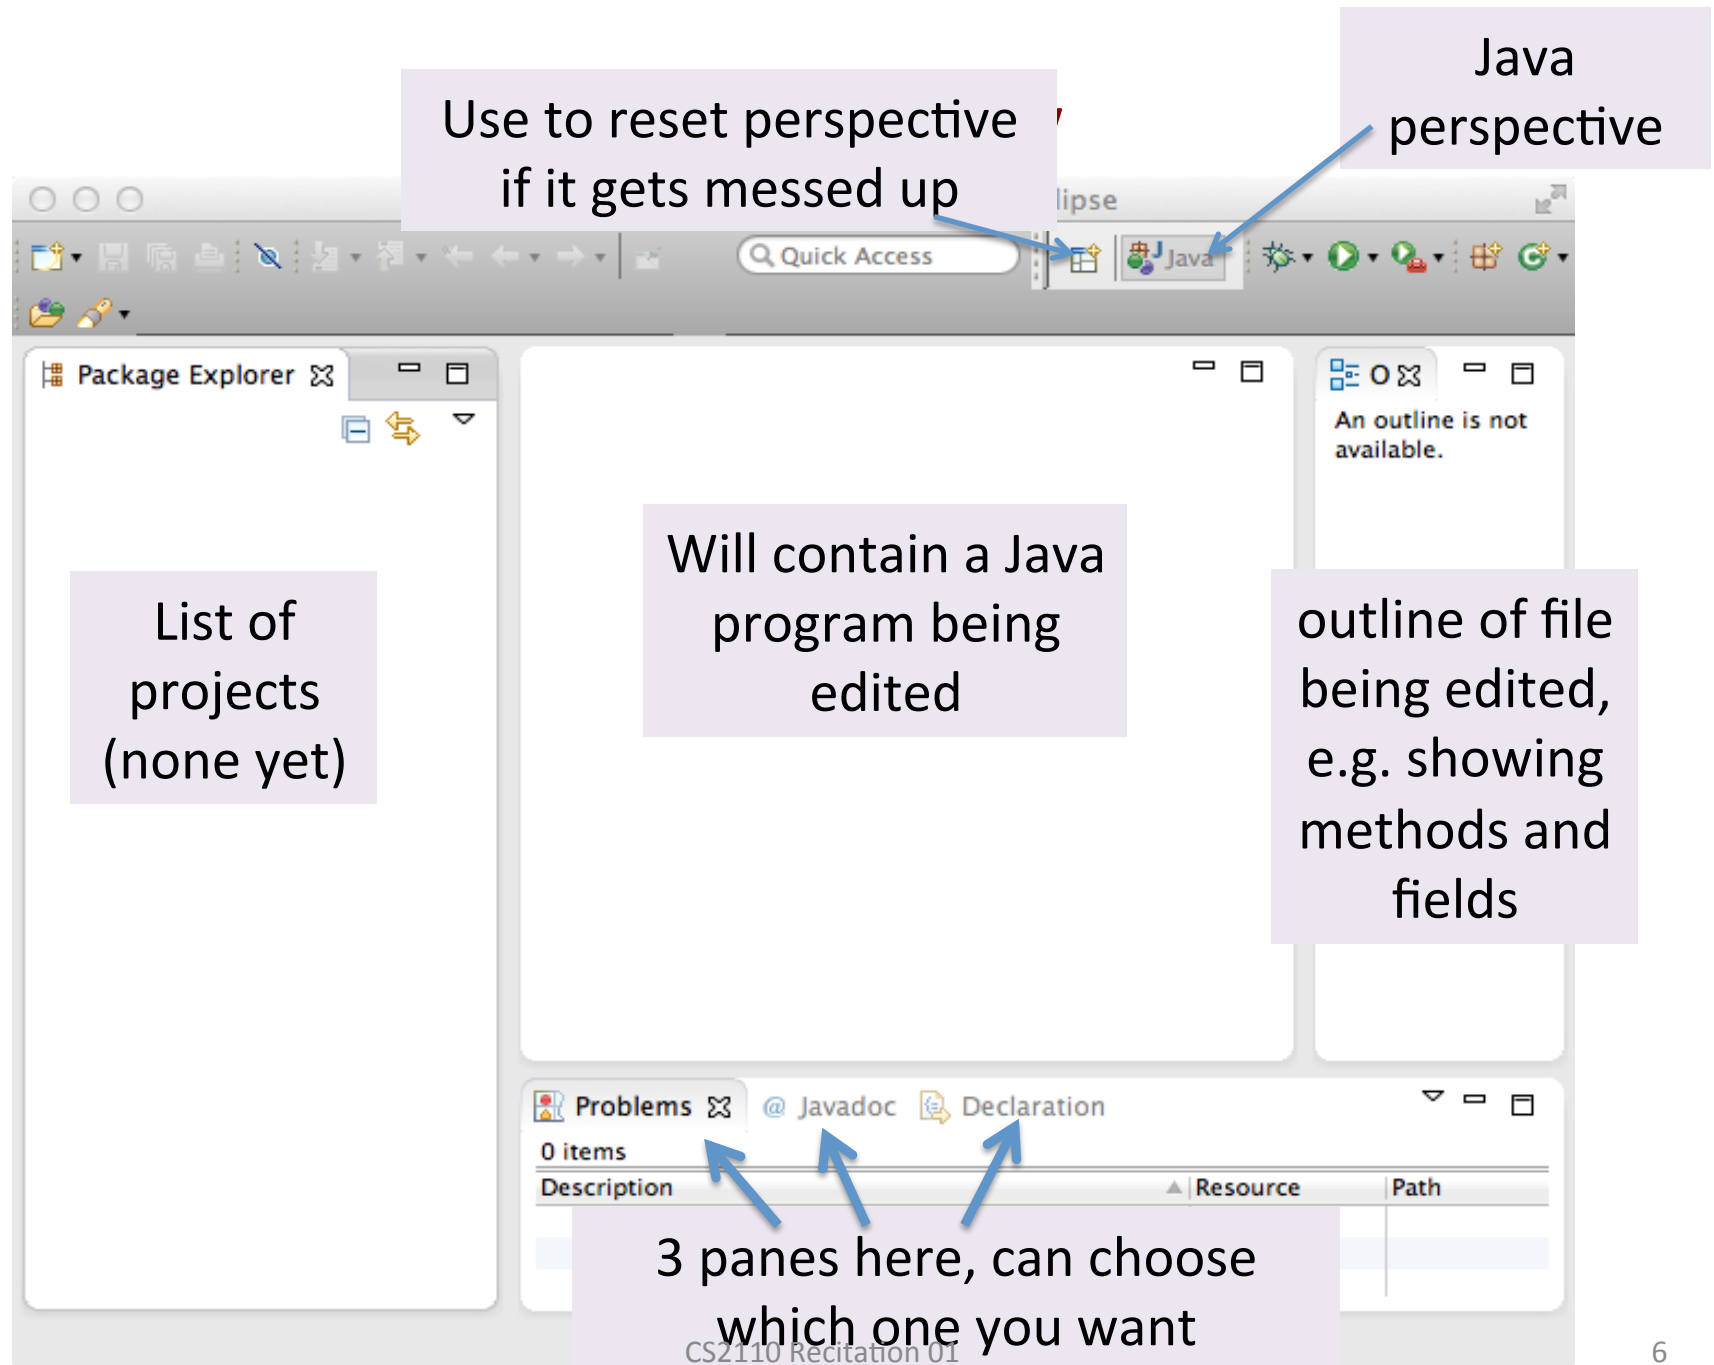 Java
perspective
Use to reset perspective
if it gets messed up
lipse
Quick Access
Java
Package Explorer
O
An outline is not
available.
Will contain a Java
program being
edited
List of
projects
(none yet)
outline of file
being edited,
e.g. showing
methods and
fields
Problems @ Javadoc Declaration
0 items
Description Resource Path
3 panes here, can choose
which one you want
CS2110 Recitation 01
6